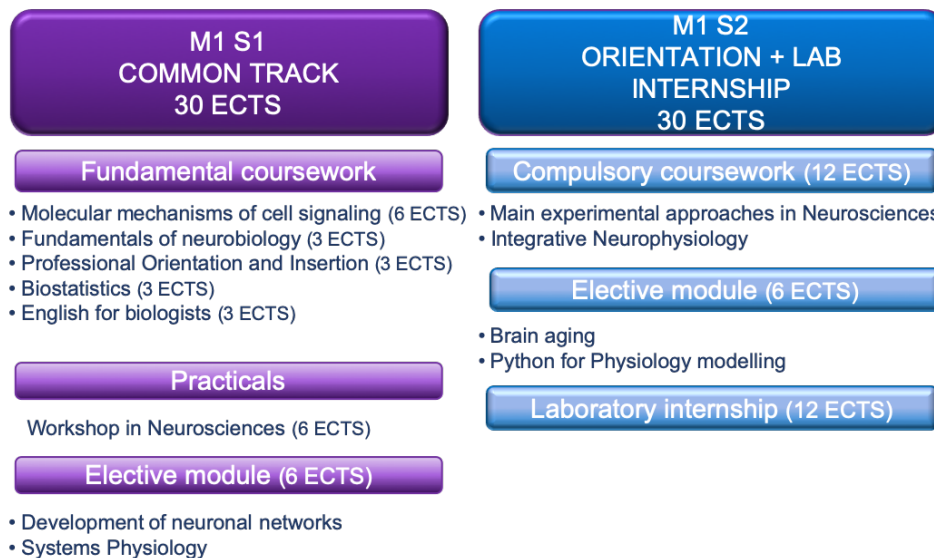 M1 S1
COMMON TRACK
30 ECTS
Fundamental coursework
• Molecular mechanisms of cell signaling (6 ECTS)
• Fundamentals of neurobiology (3 ECTS)
• Professional Orientation and Insertion (3 ECTS)
• Biostatistics (3 ECTS)
• English for biologists (3 ECTS)
Practicals
Workshop in Neurosciences (6 ECTS)
Elective module (6 ECTS)
• Development of neuronal networks
• Systems Physiology
M1 S2
ORIENTATION + LAB
INTERNSHIP
30 ECTS
Compulsory coursework (12 ECTS)
• Main experimental approaches in Neurosciences
• Integrative Neurophysiology
Elective module (6 ECTS)
• Brain aging
• Python for Physiology modelling
Laboratory internship (12 ECTS)